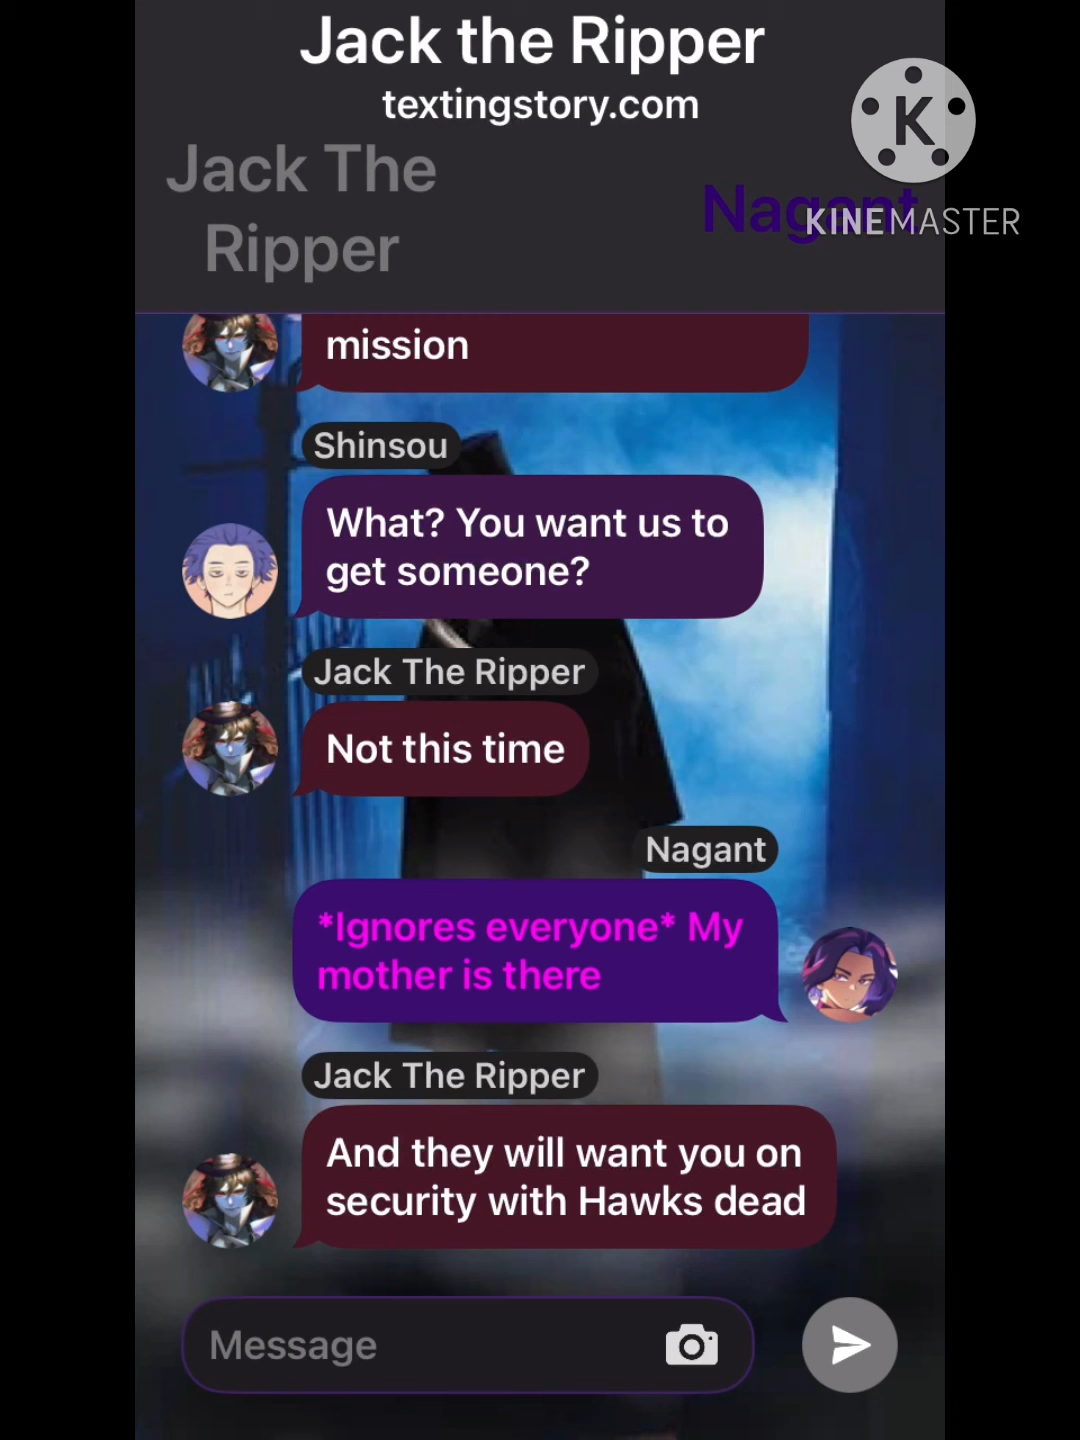 Jack the Ripper
textingstory.com
Jack The
Ripper
Nagant
K
KINEMASTER
mission
Shinsou
What? You want us to
get someone?
Jack The Ripper
Not this time
Nagant
*Ignores everyone* My
mother is there
Jack The Ripper
And they will want you on
security with Hawks dead
Message